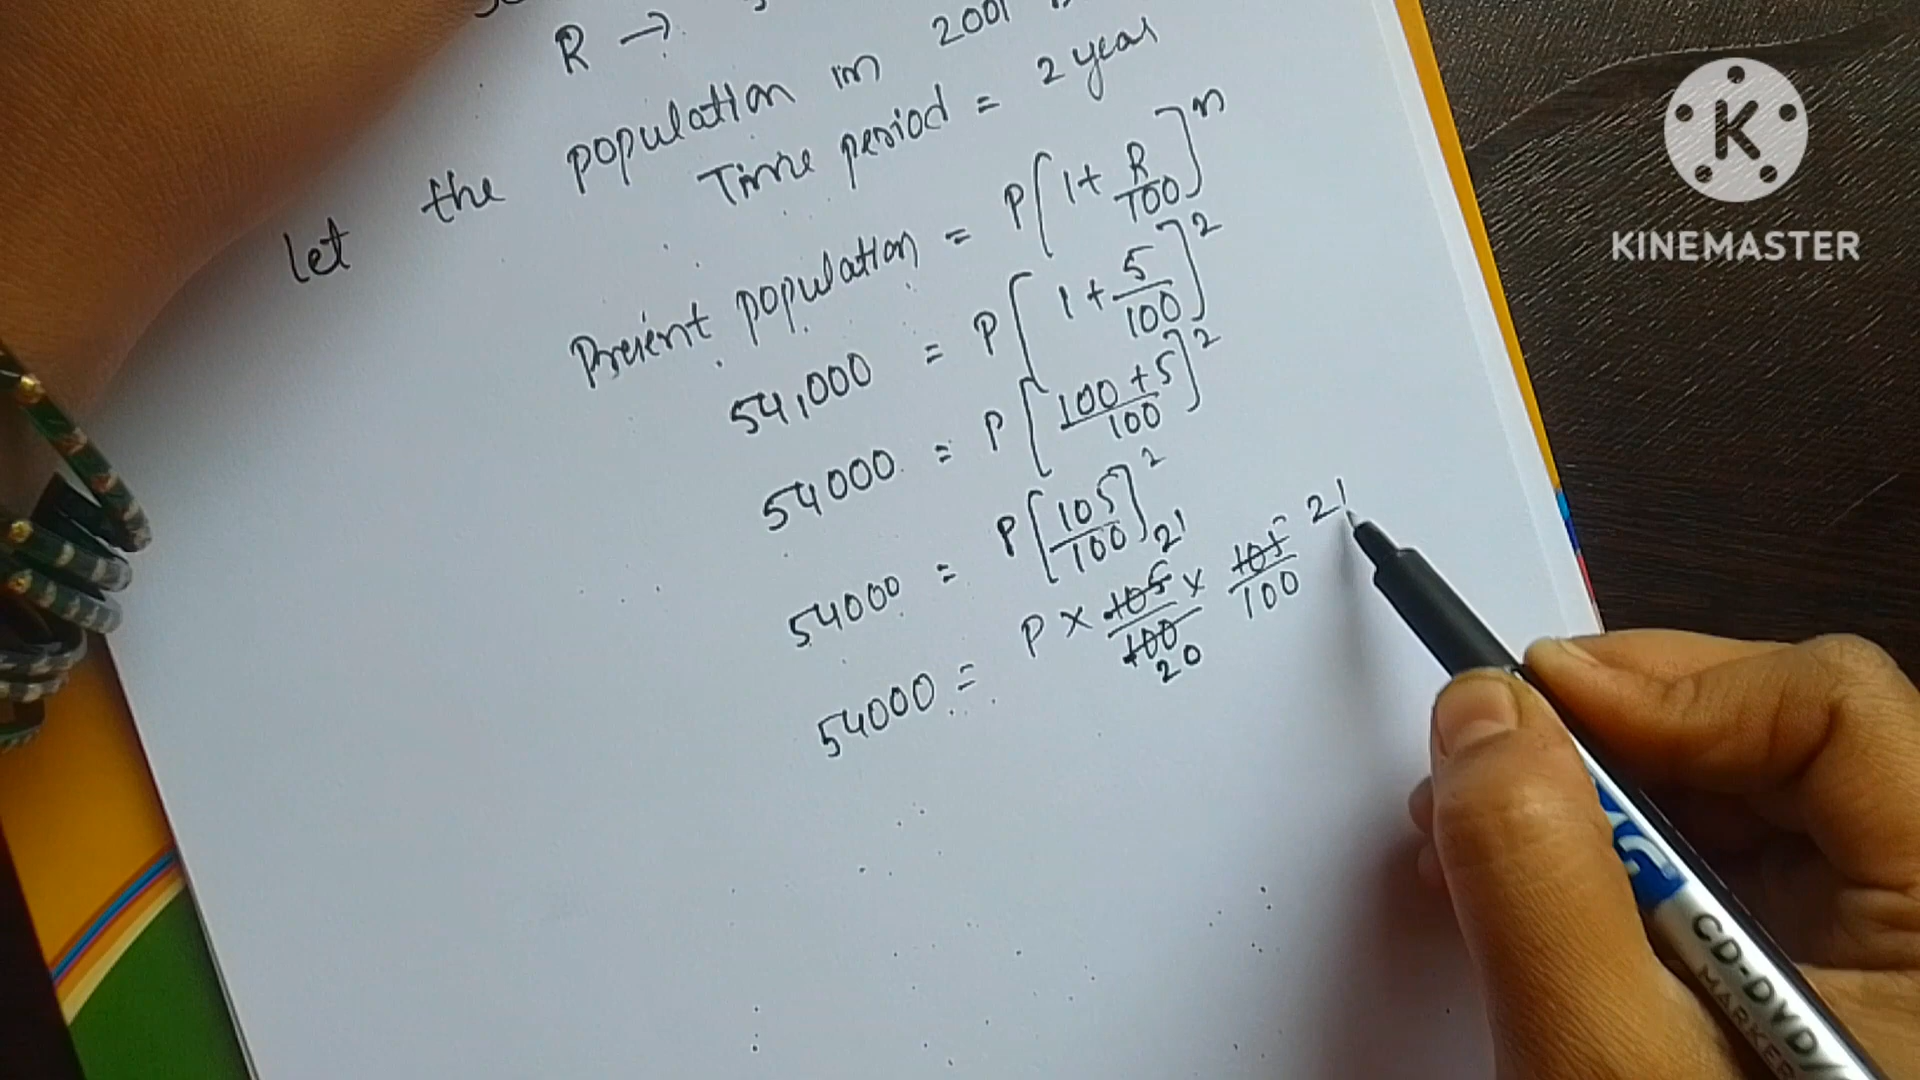 R →
let the population in 2001
Time period = 2 year
Present population = P[1+ R/100]^n
54,000 = P[1+ 5/100]^2
54000 = P[100+5/100]^2
54000 = P[105/100]^2
54000 = P × 105/100 × 105/100
21 21
20
K
KINEMASTER
CD-DVD/
MARKER